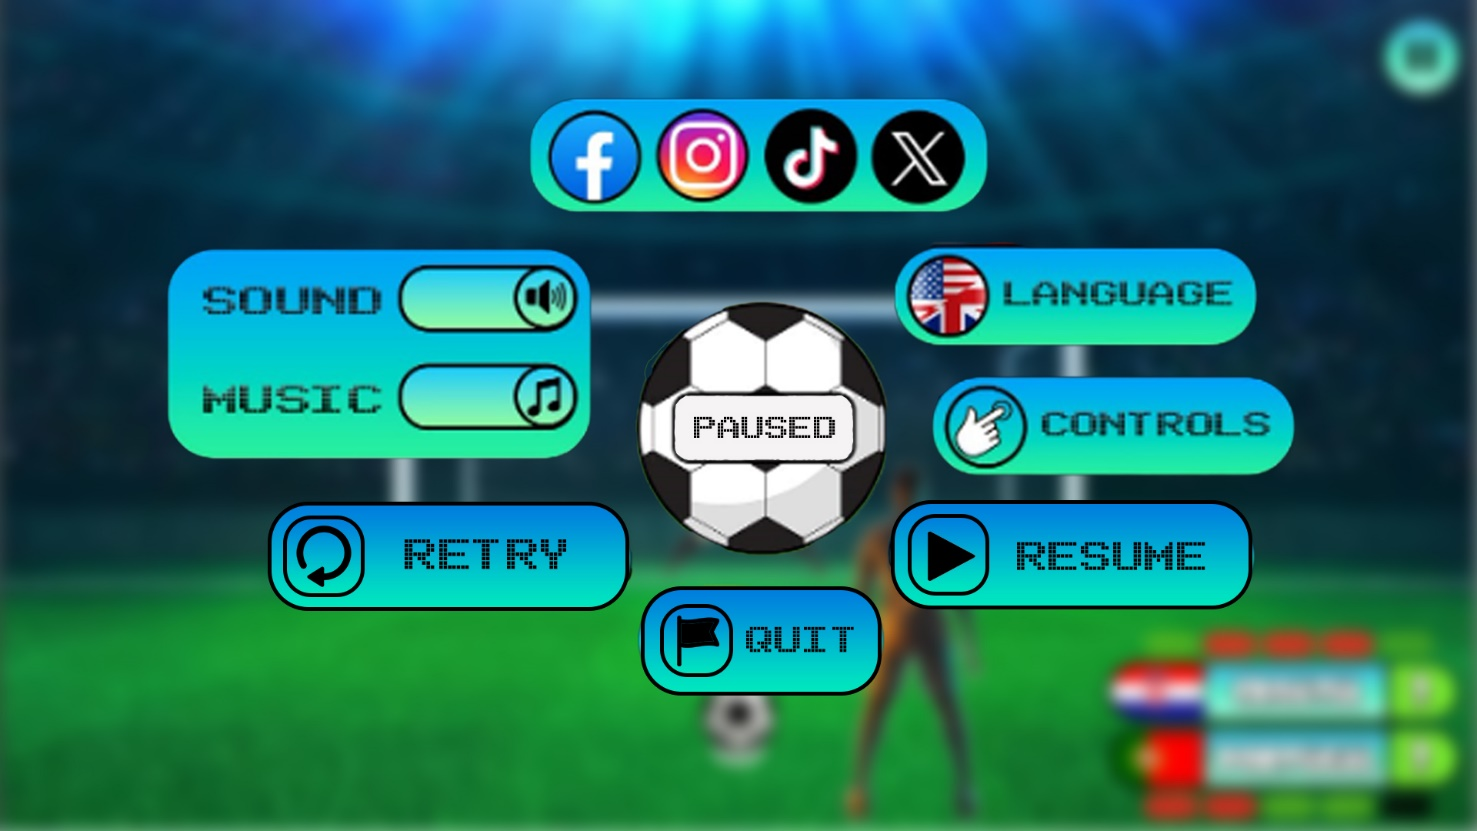 SOUND
LANGUAGE
MUSIC
PAUSED
CONTROLS
RETRY
RESUME
QUIT